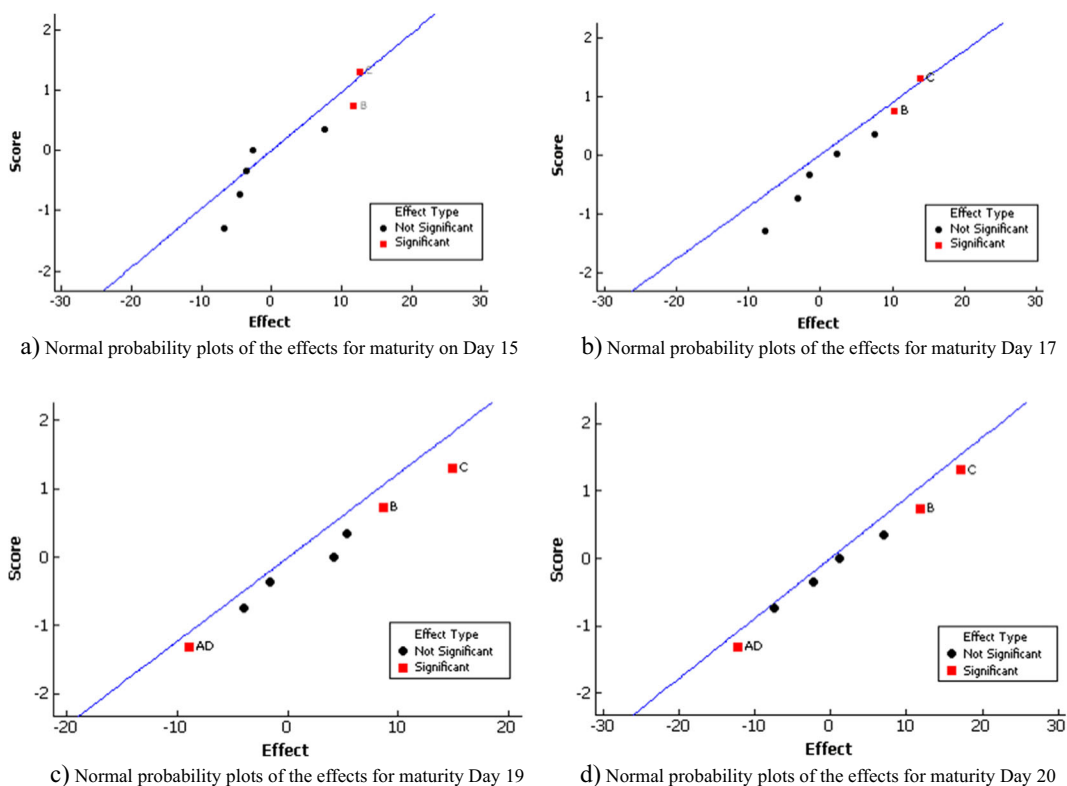 2
1
0
-1
-2
Score
B
Effect Type
Not Significant
Significant
-30 -20 -10 0 10 20 30
Effect
a) Normal probability plots of the effects for maturity on Day 15
2
1
0
-1
-2
Score
C
B
Effect Type
Not Significant
Significant
-30 -20 -10 0 10 20 30
Effect
b) Normal probability plots of the effects for maturity Day 17
2
1
0
-1
-2
Score
C
B
AD
Effect Type
Not Significant
Significant
-20 -10 0 10 20
Effect
c) Normal probability plots of the effects for maturity Day 19
2
1
0
-1
-2
Score
C
B
AD
Effect Type
Not Significant
Significant
-30 -20 -10 0 10 20 30
Effect
d) Normal probability plots of the effects for maturity Day 20